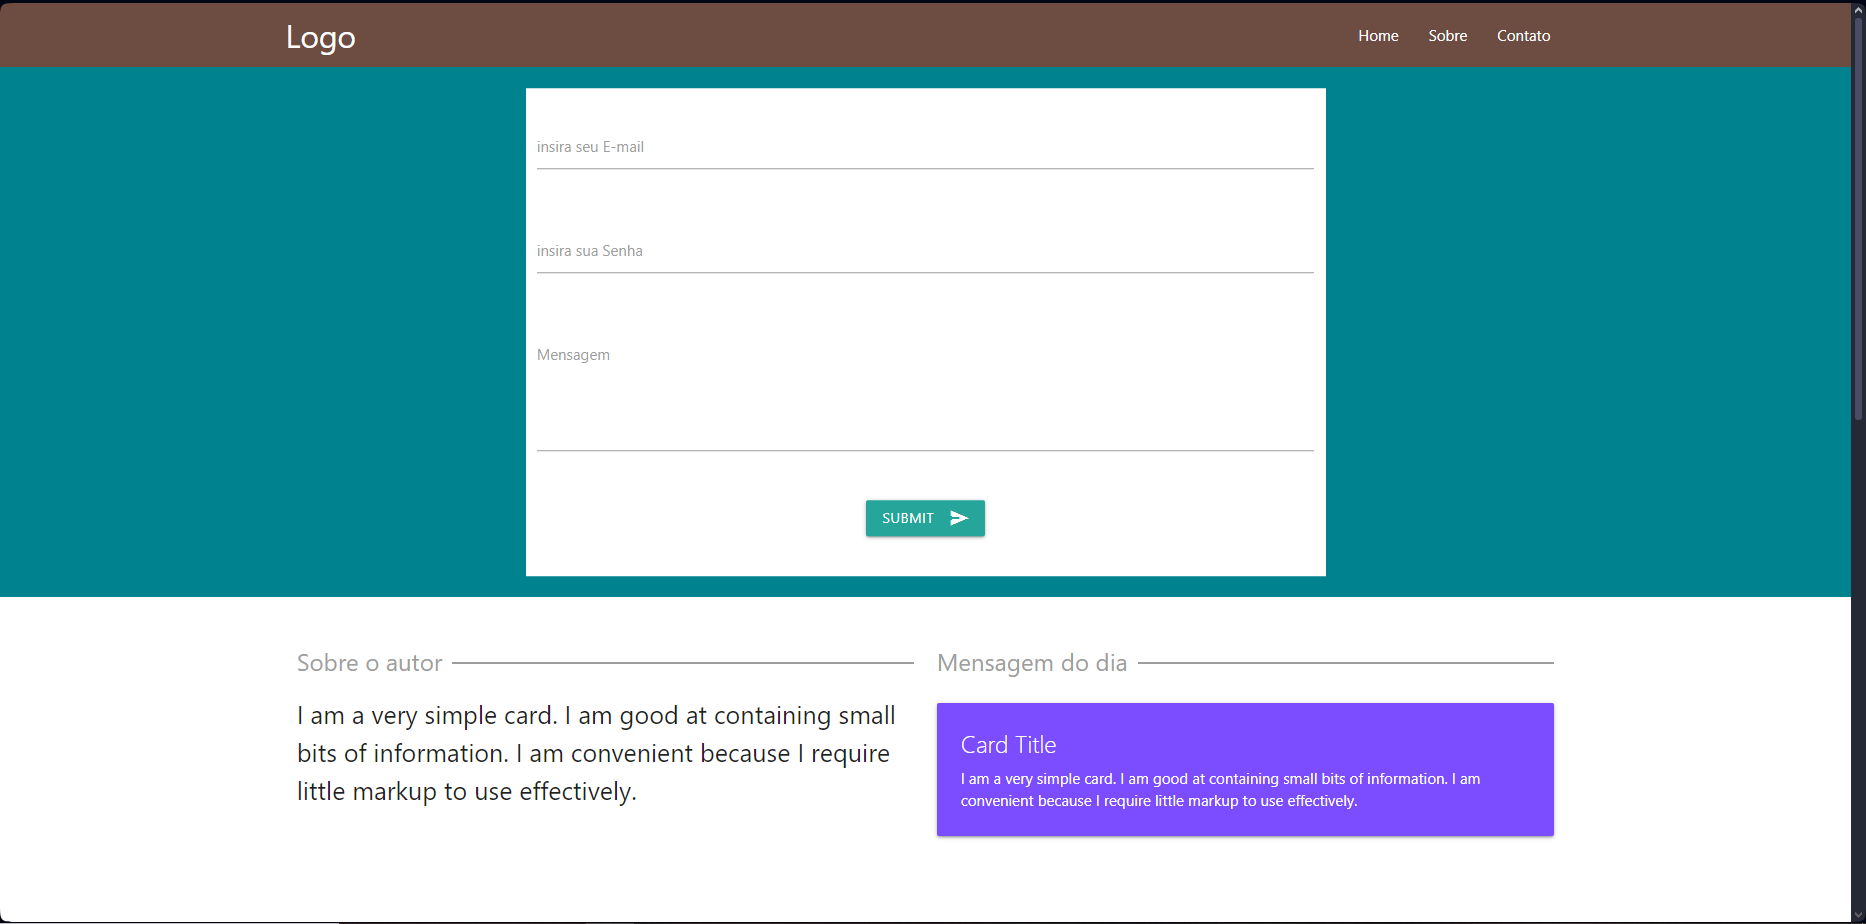 Logo
Home
Sobre
Contato
insira seu E-mail
insira sua Senha
Mensagem
SUBMIT
Sobre o autor
I am a very simple card. I am good at containing small
bits of information. I am convenient because I require
little markup to use effectively.
Mensagem do dia
Card Title
I am a very simple card. I am good at containing small bits of information. I am
convenient because I require little markup to use effectively.